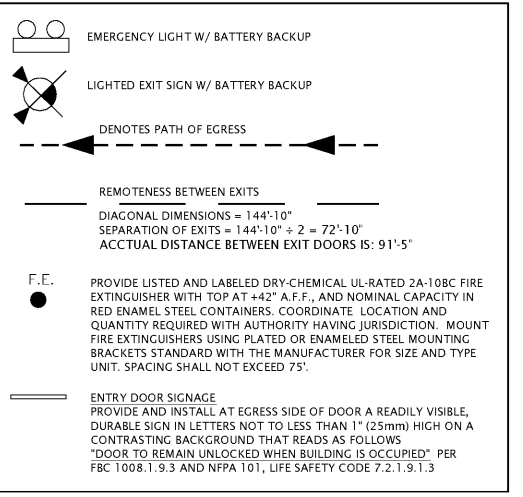 EMERGENCY LIGHT W/ BATTERY BACKUP
LIGHTED EXIT SIGN W/ BATTERY BACKUP
DENOTES PATH OF EGRESS
REMOTENESS BETWEEN EXITS
DIAGONAL DIMENSIONS = 144'-10"
SEPARATION OF EXITS = 144'-10" ÷ 2 = 72'-10"
ACCTUAL DISTANCE BETWEEN EXIT DOORS IS: 91'-5"
F.E.
PROVIDE LISTED AND LABELED DRY-CHEMICAL UL-RATED 2A-10BC FIRE
EXTINGUISHER WITH TOP AT +42" A.F.F., AND NOMINAL CAPACITY IN
RED ENAMEL STEEL CONTAINERS. COORDINATE LOCATION AND
QUANTITY REQUIRED WITH AUTHORITY HAVING JURISDICTION. MOUNT
FIRE EXTINGUISHERS USING PLATED OR ENAMELED STEEL MOUNTING
BRACKETS STANDARD WITH THE MANUFACTURER FOR SIZE AND TYPE
UNIT. SPACING SHALL NOT EXCEED 75'.
ENTRY DOOR SIGNAGE
PROVIDE AND INSTALL AT EGRESS SIDE OF DOOR A READILY VISIBLE,
DURABLE SIGN IN LETTERS NOT TO LESS THAN 1" (25mm) HIGH ON A
CONTRASTING BACKGROUND THAT READS AS FOLLOWS
"DOOR TO REMAIN UNLOCKED WHEN BUILDING IS OCCUPIED" PER
FBC 1008.1.9.3 AND NFPA 101, LIFE SAFETY CODE 7.2.1.9.1.3